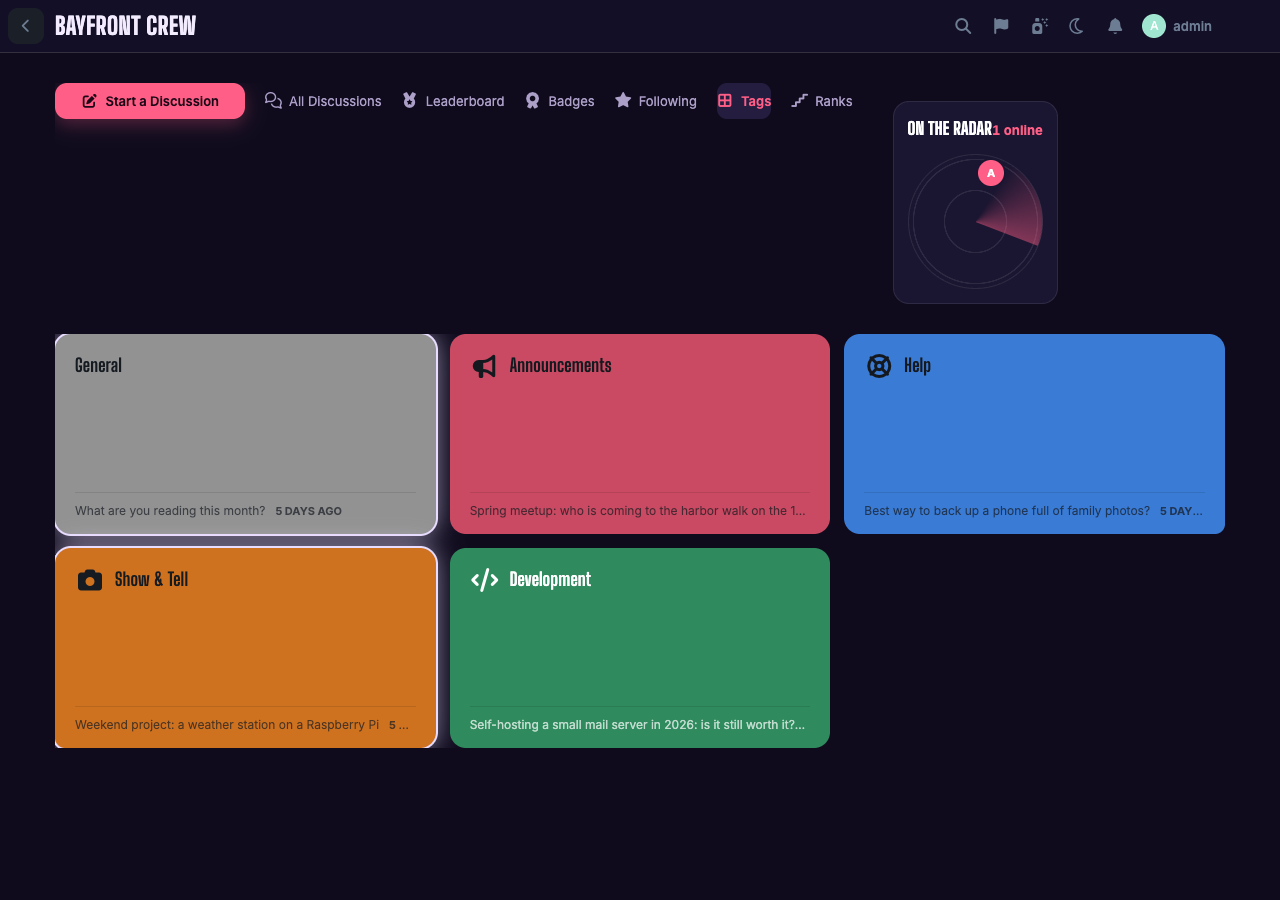 BAYFRONT CREW
A admin
Start a Discussion
All Discussions
Leaderboard
Badges
Following
Tags
Ranks
ON THE RADAR
1 online
A
General
What are you reading this month? 5 DAYS AGO
Announcements
Spring meetup: who is coming to the harbor walk on the 1...
Help
Best way to back up a phone full of family photos? 5 DAY...
Show & Tell
Weekend project: a weather station on a Raspberry Pi 5 ...
Development
Self-hosting a small mail server in 2026: is it still worth it?...